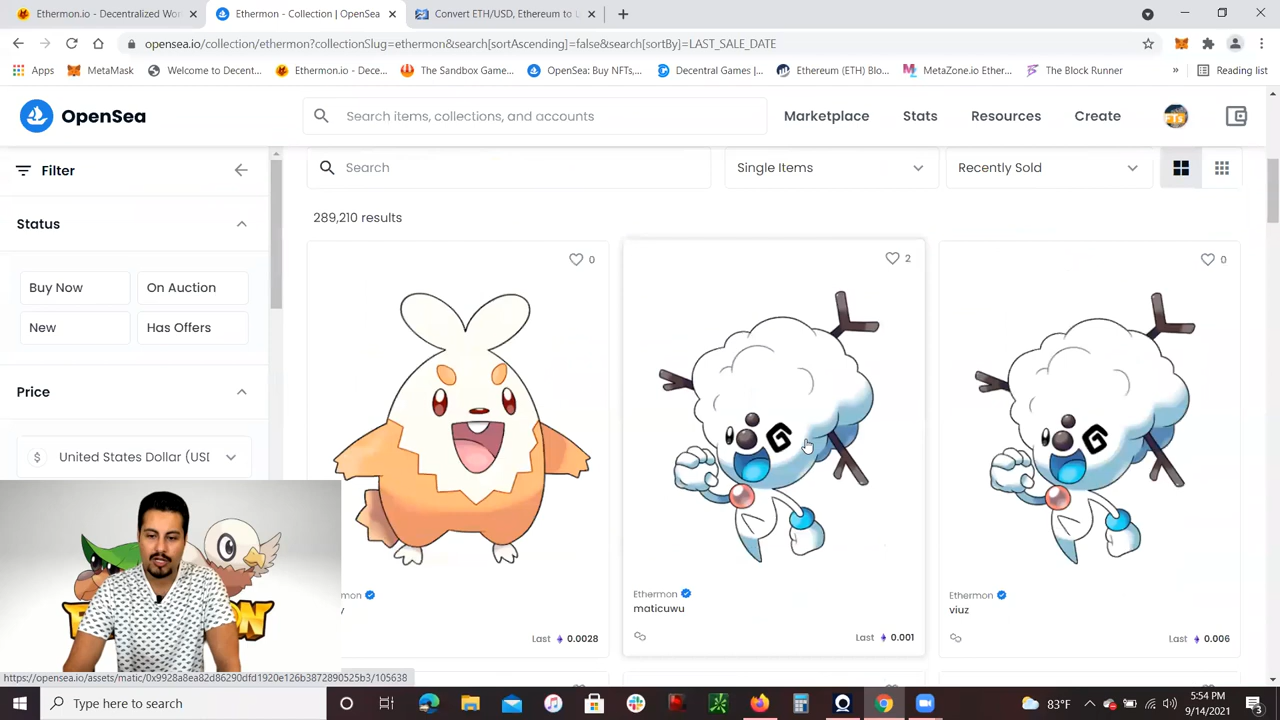 Ethermon.io - Decentralized Wor
Ethermon - Collection | OpenSea
Convert ETH/USD, Ethereum to
opensea.io/collection/ethermon?collectionSlug=ethermon&search[sortAscending]=false&search[sortBy]=LAST_SALE_DATE
Apps
MetaMask
Welcome to Decent...
Ethermon.io - Dece...
The Sandbox Game...
OpenSea: Buy NFTs,...
Decentral Games |...
Ethereum (ETH) Blo...
MetaZone.io Ether...
The Block Runner
»
Reading list
OpenSea
Search items, collections, and accounts
Marketplace
Stats
Resources
Create
Filter
Search
Single Items
Recently Sold
Status
289,210 results
Buy Now
On Auction
New
Has Offers
Price
$ United States Dollar (USD
0
2
0
Ethermon
maticuwu
Ethermon
viuz
Last 0.0028
Last 0.001
Last 0.006
https://opensea.io/assets/matic/0x9928a8ea82d86290dfd1920e126b3872890525b3/105638
Type here to search
83°F
5:54 PM
9/14/2021
3